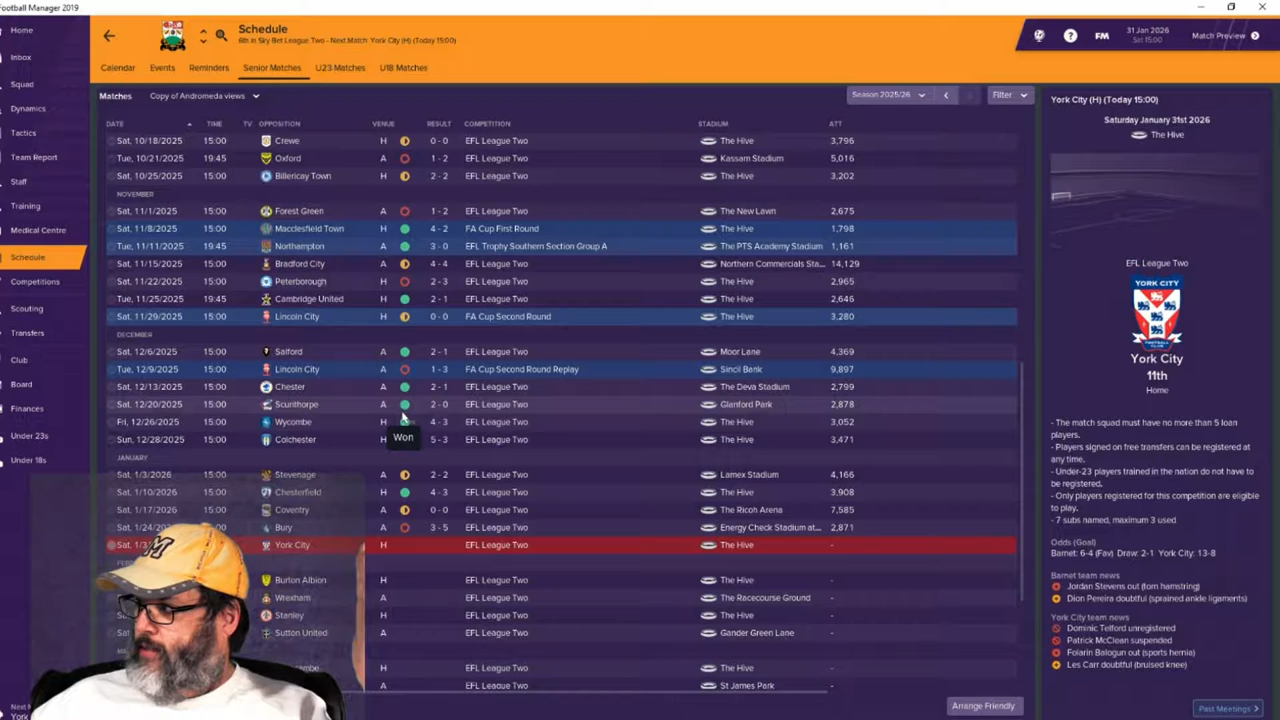 Football Manager 2019
Schedule
6th in Sky Bet League Two - Next Match: York City (H) (Today 15:00)
31 Jan 2026
Sat 15:00
Match Preview
FM
Home
Inbox
Squad
Dynamics
Tactics
Team Report
Staff
Training
Medical Centre
Schedule
Competitions
Scouting
Transfers
Club
Board
Finances
Under 23s
Under 18s
Calendar Events Reminders Senior Matches U23 Matches U18 Matches
Matches Copy of Andromeda views Season 2025/26 Filter
DATE TIME TV OPPOSITION VENUE RESULT COMPETITION STADIUM ATT
Sat, 10/18/2025 15:00 Crewe H 0-0 EFL League Two The Hive 3,796
Tue, 10/21/2025 19:45 Oxford A 1-2 EFL League Two Kassam Stadium 5,016
Sat, 10/25/2025 15:00 Billericay Town H 2-2 EFL League Two The Hive 3,202
NOVEMBER
Sat, 11/1/2025 15:00 Forest Green A 1-2 EFL League Two The New Lawn 2,675
Sat, 11/8/2025 15:00 Macclesfield Town H 4-2 FA Cup First Round The Hive 1,798
Tue, 11/11/2025 19:45 Northampton A 3-0 EFL Trophy Southern Section Group A The PTS Academy Stadium 1,161
Sat, 11/15/2025 15:00 Bradford City A 4-4 EFL League Two Northern Commercials Sta... 14,129
Sat, 11/22/2025 15:00 Peterborough H 2-3 EFL League Two The Hive 2,965
Tue, 11/25/2025 19:45 Cambridge United H 2-1 EFL League Two The Hive 2,646
Sat, 11/29/2025 15:00 Lincoln City H 0-0 FA Cup Second Round The Hive 3,280
DECEMBER
Sat, 12/6/2025 15:00 Salford A 2-1 EFL League Two Moor Lane 4,369
Tue, 12/9/2025 15:00 Lincoln City A 1-3 FA Cup Second Round Replay Sincil Bank 9,897
Sat, 12/13/2025 15:00 Chester A 2-1 EFL League Two The Deva Stadium 2,799
Sat, 12/20/2025 15:00 Scunthorpe A 2-0 EFL League Two Glanford Park 2,878
Fri, 12/26/2025 15:00 Wycombe H 4-3 EFL League Two The Hive 3,052
Won
Sun, 12/28/2025 15:00 Colchester H 5-3 EFL League Two The Hive 3,471
JANUARY
Sat, 1/3/2026 15:00 Stevenage A 2-2 EFL League Two Lamex Stadium 4,166
Sat, 1/10/2026 15:00 Chesterfield H 4-3 EFL League Two The Hive 3,908
Sat, 1/17/2026 15:00 Coventry A 0-0 EFL League Two The Ricoh Arena 7,585
Sat, 1/24/ Bury A 3-5 EFL League Two Energy Check Stadium at... 2,871
Sat, 1/3 York City H EFL League Two The Hive -
Burton Albion H EFL League Two The Hive -
Wrexham A EFL League Two The Racecourse Ground -
Stanley H EFL League Two The Hive -
Sutton United A EFL League Two Gander Green Lane -
H EFL League Two The Hive -
A EFL League Two St James Park -
Arrange Friendly
York City (H) (Today 15:00)
Saturday January 31st 2026
The Hive
EFL League Two
YORK CITY
York City
11th
Home
- The match squad must have no more than 5 loan
players.
- Players signed on free transfers can be registered at
any time.
- Under-23 players trained in the nation do not have to
be registered.
- Only players registered for this competition are eligible
to play.
- 7 subs named, maximum 3 used
Odds (Goal)
Barnet: 6-4 (Fav) Draw: 2-1 York City: 13-8
Barnet team news
Jordan Stevens out (torn hamstring)
Dion Pereira doubtful (sprained ankle ligaments)
York City team news
Dominic Telford unregistered
Patrick McClean suspended
Folarin Balogun out (sports hernia)
Les Carr doubtful (bruised knee)
Past Meetings